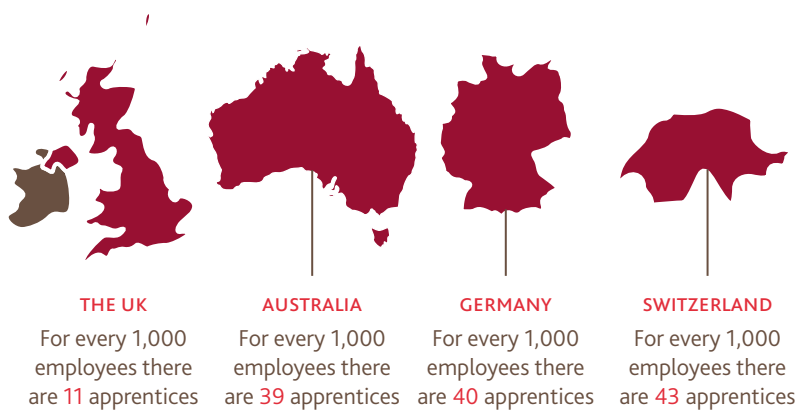 THE UK
For every 1,000
employees there
are 11 apprentices
AUSTRALIA
For every 1,000
employees there
are 39 apprentices
GERMANY
For every 1,000
employees there
are 40 apprentices
SWITZERLAND
For every 1,000
employees there
are 43 apprentices